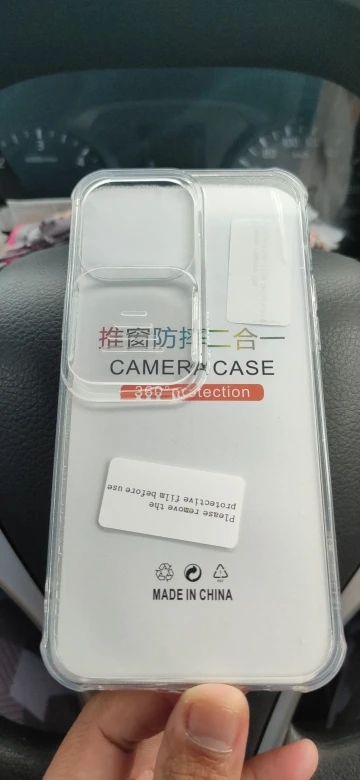 推窗防摔二合一
CAMERA CASE
360° protection
Please remove the
protective film before use
MADE IN CHINA